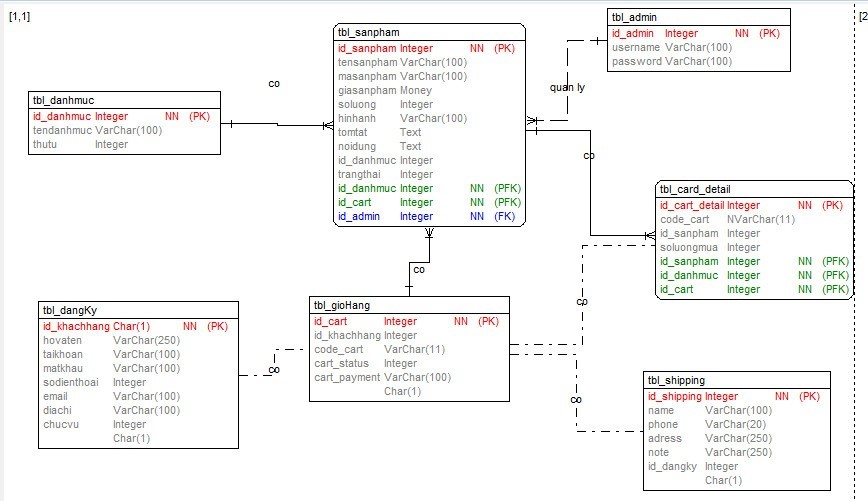 [1,1]
[2
tbl_sanpham
id_sanpham Integer NN (PK)
tensanpham VarChar(100)
masanpham VarChar(100)
giasanpham Money
soluong Integer
hinhanh VarChar(100)
tomtat Text
noidung Text
id_danhmuc Integer
trangthai Integer
id_danhmuc Integer NN (PFK)
id_cart Integer NN (PFK)
id_admin Integer NN (FK)
tbl_admin
id_admin Integer NN (PK)
username VarChar(100)
password VarChar(100)
co
quan ly
tbl_danhmuc
id_danhmuc Integer NN (PK)
tendanhmuc VarChar(100)
thutu Integer
co
tbl_card_detail
id_cart_detail Integer NN (PK)
code_cart NVarChar(11)
id_sanpham Integer
soluongmua Integer
id_sanpham Integer NN (PFK)
id_danhmuc Integer NN (PFK)
id_cart Integer NN (PFK)
co
co
tbl_dangKy
id_khachhang Char(1) NN (PK)
hovaten VarChar(250)
taikhoan VarChar(100)
matkhau VarChar(100)
sodienthoai Integer
email VarChar(100)
diachi VarChar(100)
chucvu Integer
Char(1)
co
tbl_gioHang
id_cart Integer NN (PK)
id_khachhang Integer
code_cart VarChar(11)
cart_status Integer
cart_payment VarChar(100)
Char(1)
co
tbl_shipping
id_shipping Integer NN (PK)
name VarChar(100)
phone VarChar(20)
adress VarChar(250)
note VarChar(250)
id_dangky Integer
Char(1)